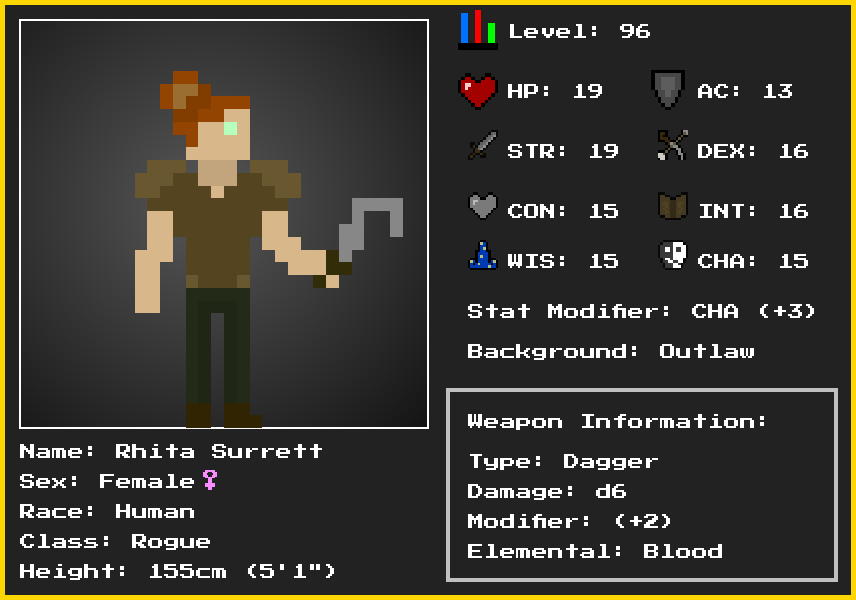 Level: 96
HP: 19
AC: 13
STR: 19
DEX: 16
CON: 15
INT: 16
WIS: 15
CHA: 15
Stat Modifier: CHA (+3)
Background: Outlaw
Name: Rhita Surrett
Sex: Female♀
Race: Human
Class: Rogue
Height: 155cm (5'1")
Weapon Information:
Type: Dagger
Damage: d6
Modifier: (+2)
Elemental: Blood